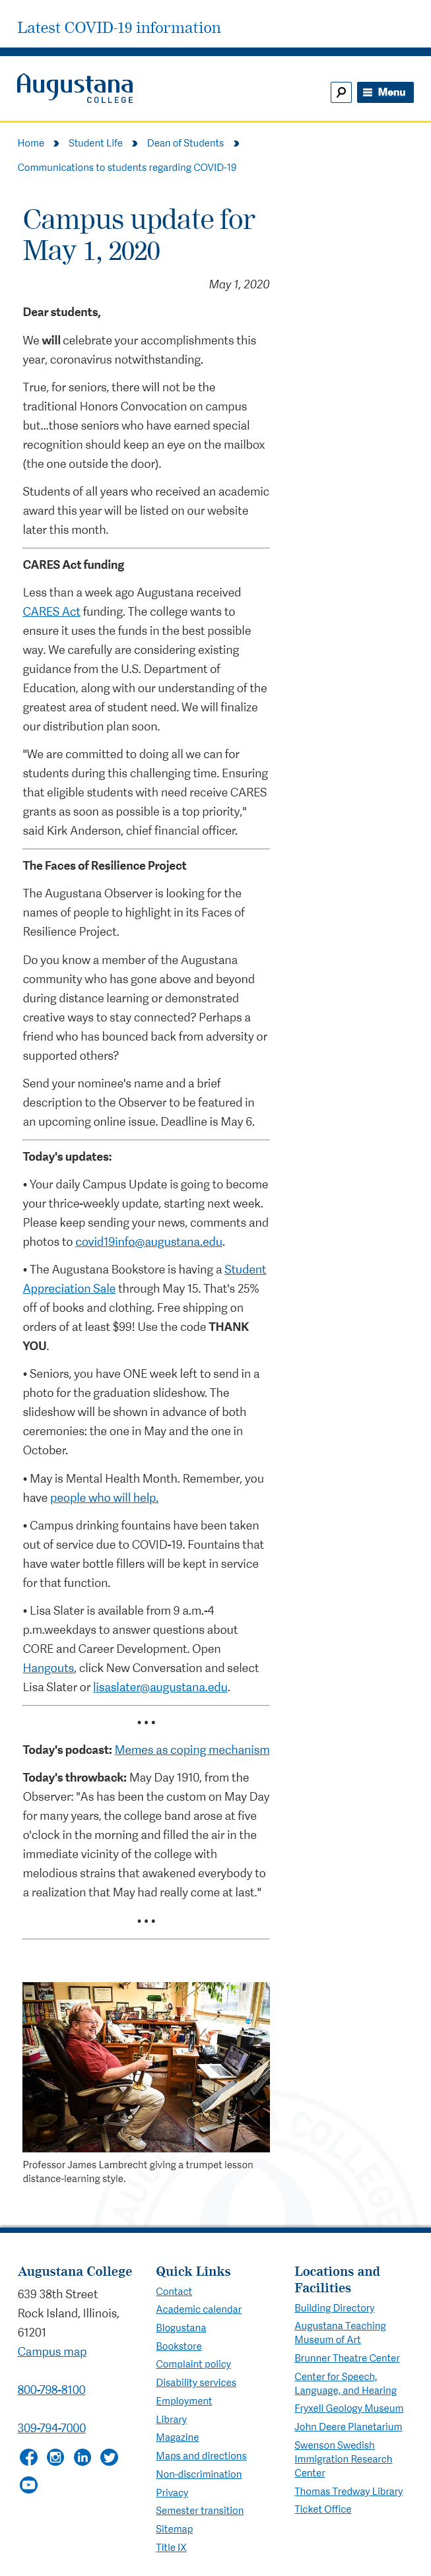 Latest COVID-19 information
Augustana
COLLEGE
Menu
Home
Student Life
Dean of Students
Communications to students regarding COVID-19
Campus update for
May 1, 2020
May 1, 2020
Dear students,
We will celebrate your accomplishments this
year, coronavirus notwithstanding.
True, for seniors, there will not be the
traditional Honors Convocation on campus
but...those seniors who have earned special
recognition should keep an eye on the mailbox
(the one outside the door).
Students of all years who received an academic
award this year will be listed on our website
later this month.
CARES Act funding
Less than a week ago Augustana received
CARES Act funding. The college wants to
ensure it uses the funds in the best possible
way. We carefully are considering existing
guidance from the U.S. Department of
Education, along with our understanding of the
greatest area of student need. We will finalize
our distribution plan soon.
"We are committed to doing all we can for
students during this challenging time. Ensuring
that eligible students with need receive CARES
grants as soon as possible is a top priority,"
said Kirk Anderson, chief financial officer.
The Faces of Resilience Project
The Augustana Observer is looking for the
names of people to highlight in its Faces of
Resilience Project.
Do you know a member of the Augustana
community who has gone above and beyond
during distance learning or demonstrated
creative ways to stay connected? Perhaps a
friend who has bounced back from adversity or
supported others?
Send your nominee's name and a brief
description to the Observer to be featured in
an upcoming online issue. Deadline is May 6.
Today's updates:
• Your daily Campus Update is going to become
your thrice-weekly update, starting next week.
Please keep sending your news, comments and
photos to covid19info@augustana.edu.
• The Augustana Bookstore is having a Student
Appreciation Sale through May 15. That's 25%
off of books and clothing. Free shipping on
orders of at least $99! Use the code THANK
YOU.
• Seniors, you have ONE week left to send in a
photo for the graduation slideshow. The
slideshow will be shown in advance of both
ceremonies: the one in May and the one in
October.
• May is Mental Health Month. Remember, you
have people who will help.
• Campus drinking fountains have been taken
out of service due to COVID-19. Fountains that
have water bottle fillers will be kept in service
for that function.
• Lisa Slater is available from 9 a.m.-4
p.m.weekdays to answer questions about
CORE and Career Development. Open
Hangouts, click New Conversation and select
Lisa Slater or lisaslater@augustana.edu.
• • •
Today's podcast: Memes as coping mechanism
Today's throwback: May Day 1910, from the
Observer: "As has been the custom on May Day
for many years, the college band arose at five
o'clock in the morning and filled the air in the
immediate vicinity of the college with
melodious strains that awakened everybody to
a realization that May had really come at last."
• • •
Professor James Lambrecht giving a trumpet lesson
distance-learning style.
Augustana College
639 38th Street
Rock Island, Illinois,
61201
Campus map
800-798-8100
309-794-7000
Quick Links
Contact
Academic calendar
Blogustana
Bookstore
Complaint policy
Disability services
Employment
Library
Magazine
Maps and directions
Non-discrimination
Privacy
Semester transition
Sitemap
Title IX
Locations and
Facilities
Building Directory
Augustana Teaching
Museum of Art
Brunner Theatre Center
Center for Speech,
Language, and Hearing
Fryxell Geology Museum
John Deere Planetarium
Swenson Swedish
Immigration Research
Center
Thomas Tredway Library
Ticket Office